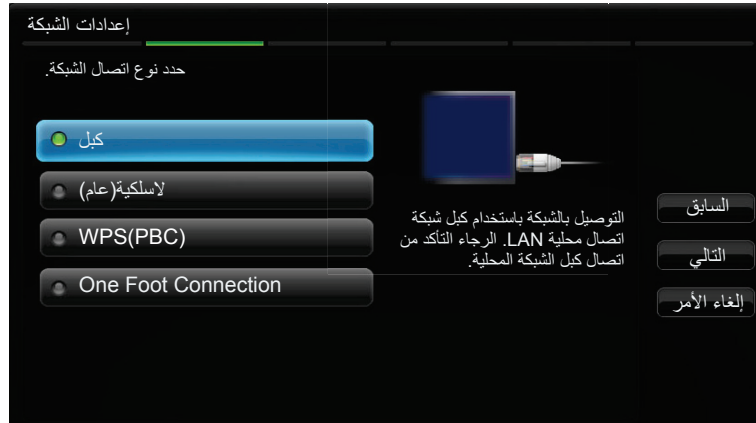 إعدادات الشبكة
حدد نوع اتصال الشبكة.
كبل
لاسلكية(عام)
WPS(PBC)
One Foot Connection
التوصيل بالشبكة باستخدام كبل شبكة
اتصال محلية LAN. الرجاء التأكد من
اتصال كبل الشبكة المحلية.
السابق
التالي
إلغاء الأمر